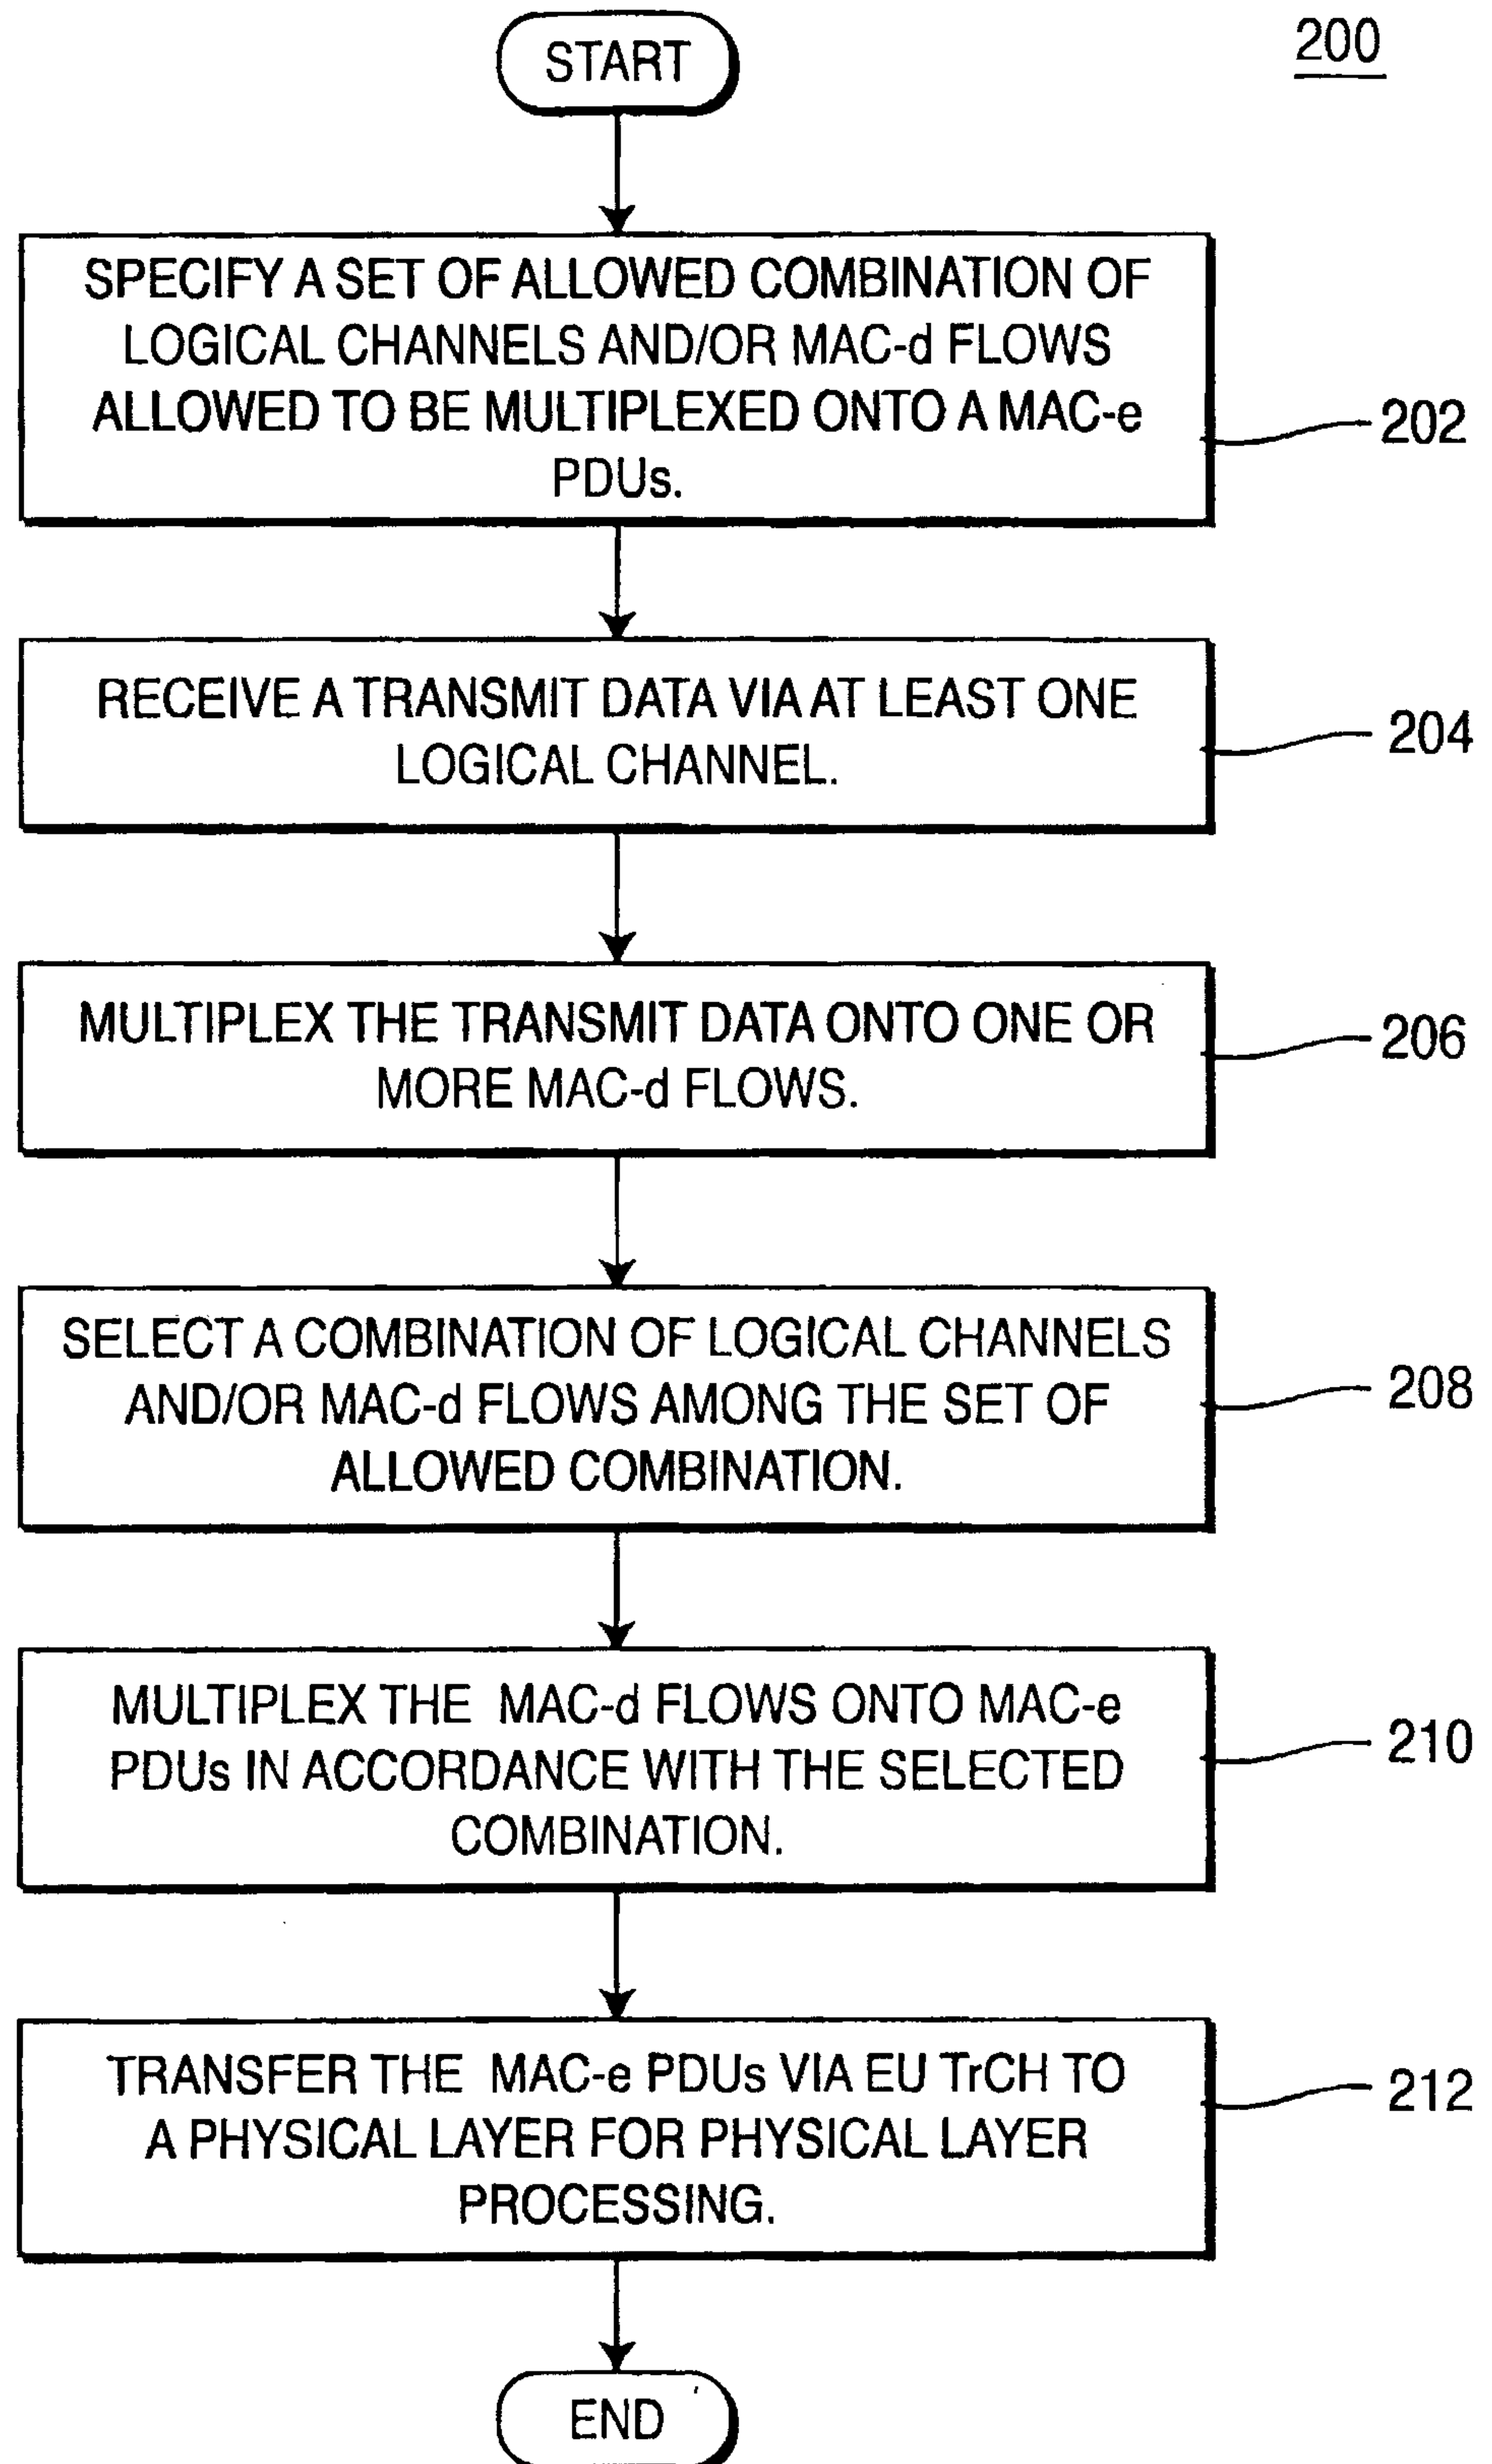 200
START
SPECIFY A SET OF ALLOWED COMBINATION OF
LOGICAL CHANNELS AND/OR MAC-d FLOWS
ALLOWED TO BE MULTIPLEXED ONTO A MAC-e
PDUs.
202
RECEIVE A TRANSMIT DATA VIA AT LEAST ONE
LOGICAL CHANNEL.
204
MULTIPLEX THE TRANSMIT DATA ONTO ONE OR
MORE MAC-d FLOWS.
206
SELECT A COMBINATION OF LOGICAL CHANNELS
AND/OR MAC-d FLOWS AMONG THE SET OF
ALLOWED COMBINATION.
208
MULTIPLEX THE MAC-d FLOWS ONTO MAC-e
PDUs IN ACCORDANCE WITH THE SELECTED
COMBINATION.
210
TRANSFER THE MAC-e PDUs VIA EU TrCH TO
A PHYSICAL LAYER FOR PHYSICAL LAYER
PROCESSING.
212
END